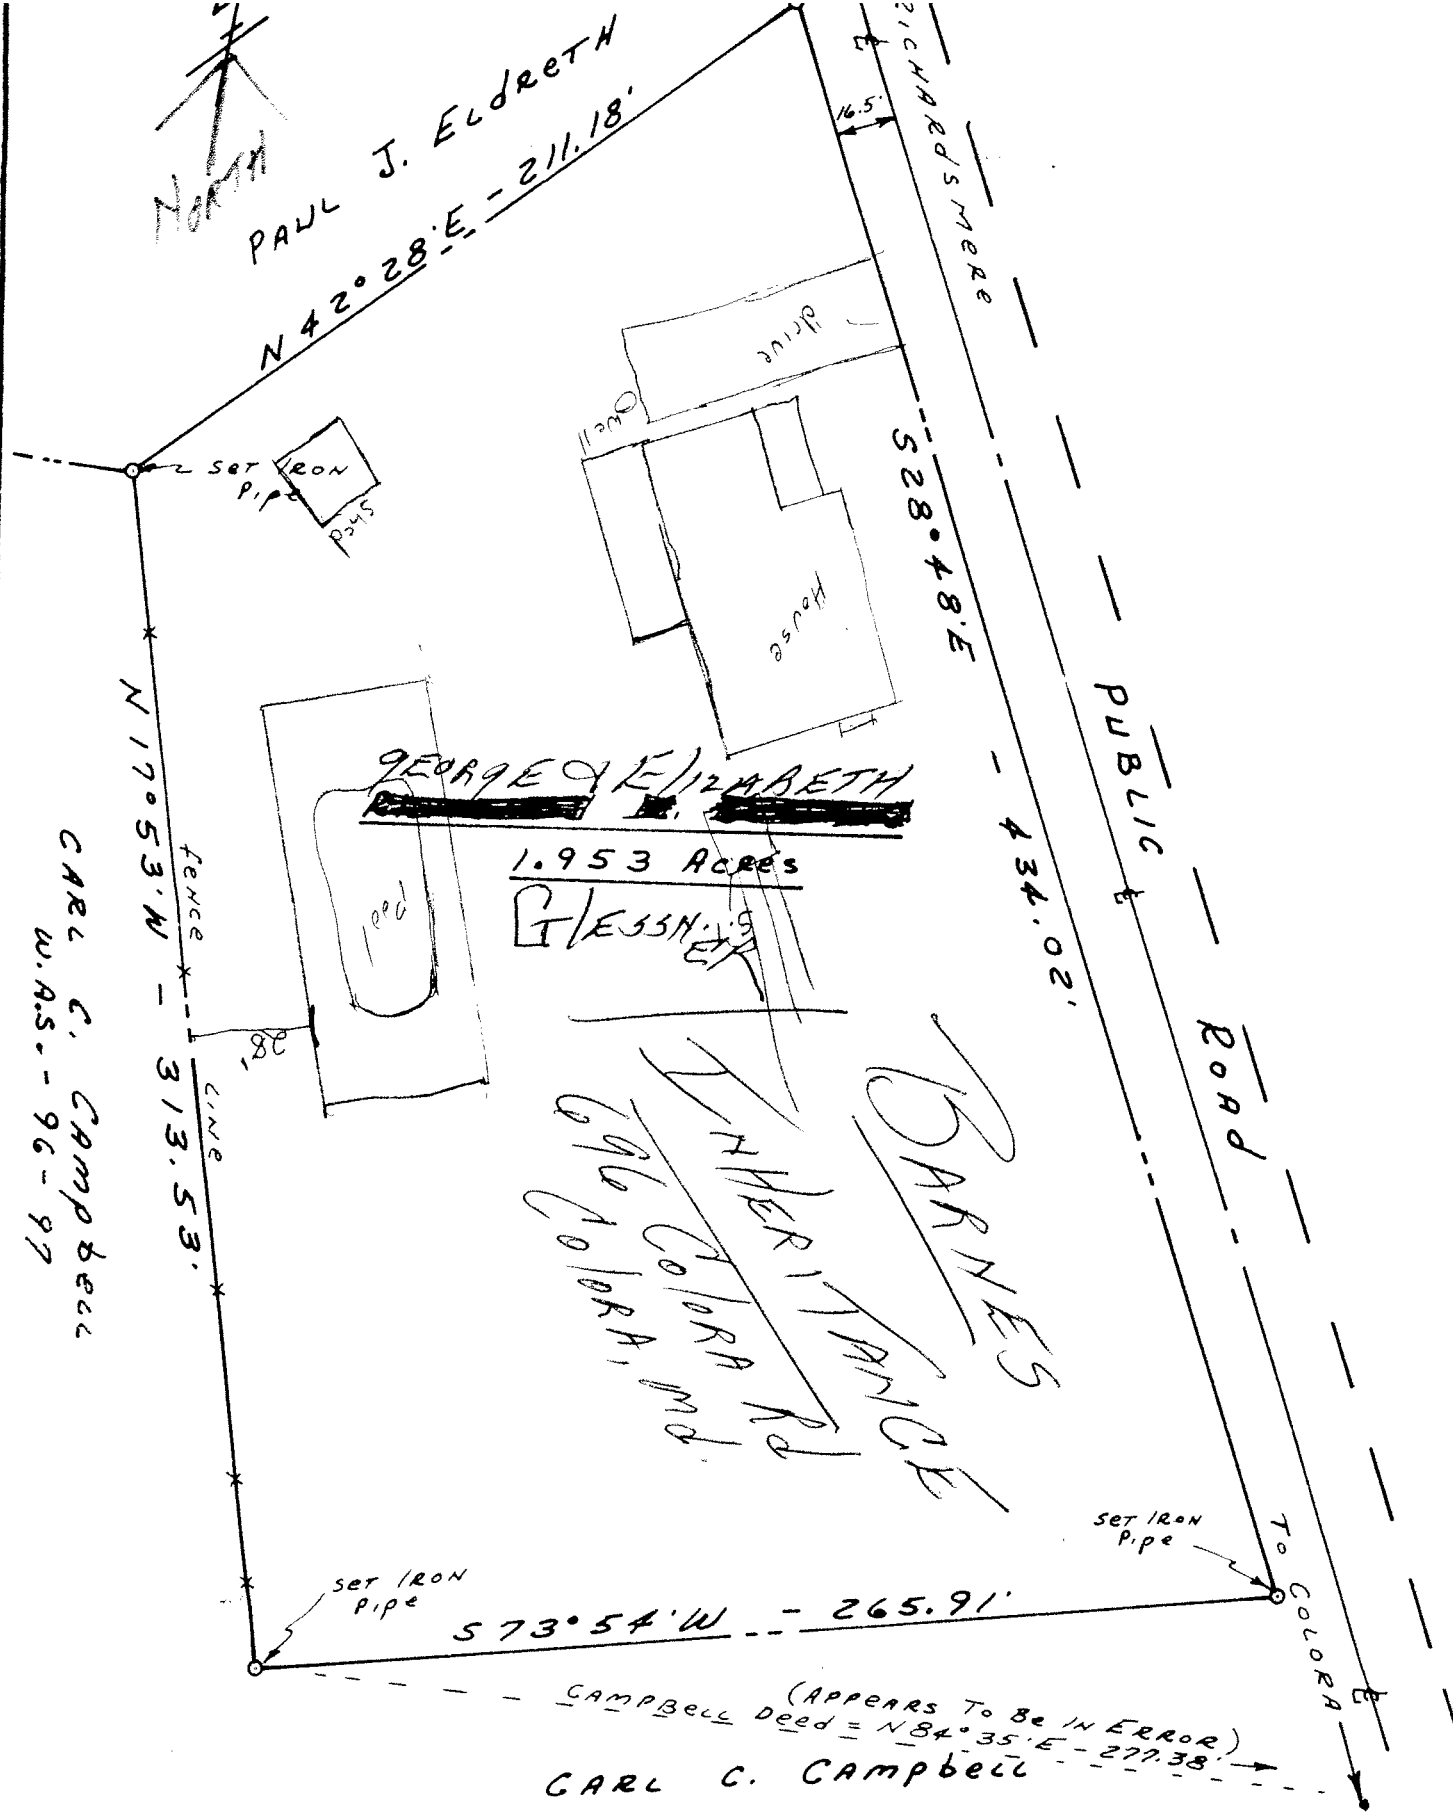 NORTH
PAUL J. ELDRETH
N 42° 28' E - 211.18'
16.5'
RICHARDSMERE
drive
well
SET IRON
PIPE
shed
House
S 28° 48' E - 434.02'
PUBLIC ROAD
GEORGE & ELIZABETH
1.953 ACRES
GLESSNER
pool
28'
N 17° 53' W - 313.53'
FENCE LINE
CARL C. CAMPBELL
W.A.S. - 96 - 97
BARNES
INHERITANCE
696 COLORA Rd
COLORA, Md.
SET IRON
PIPE
TO COLORA
SET IRON
PIPE
S 73° 54' W - 265.91'
(APPEARS TO BE IN ERROR)
CAMPBELL DEED = N 84° 35' E - 277.38'
CARL C. CAMPBELL